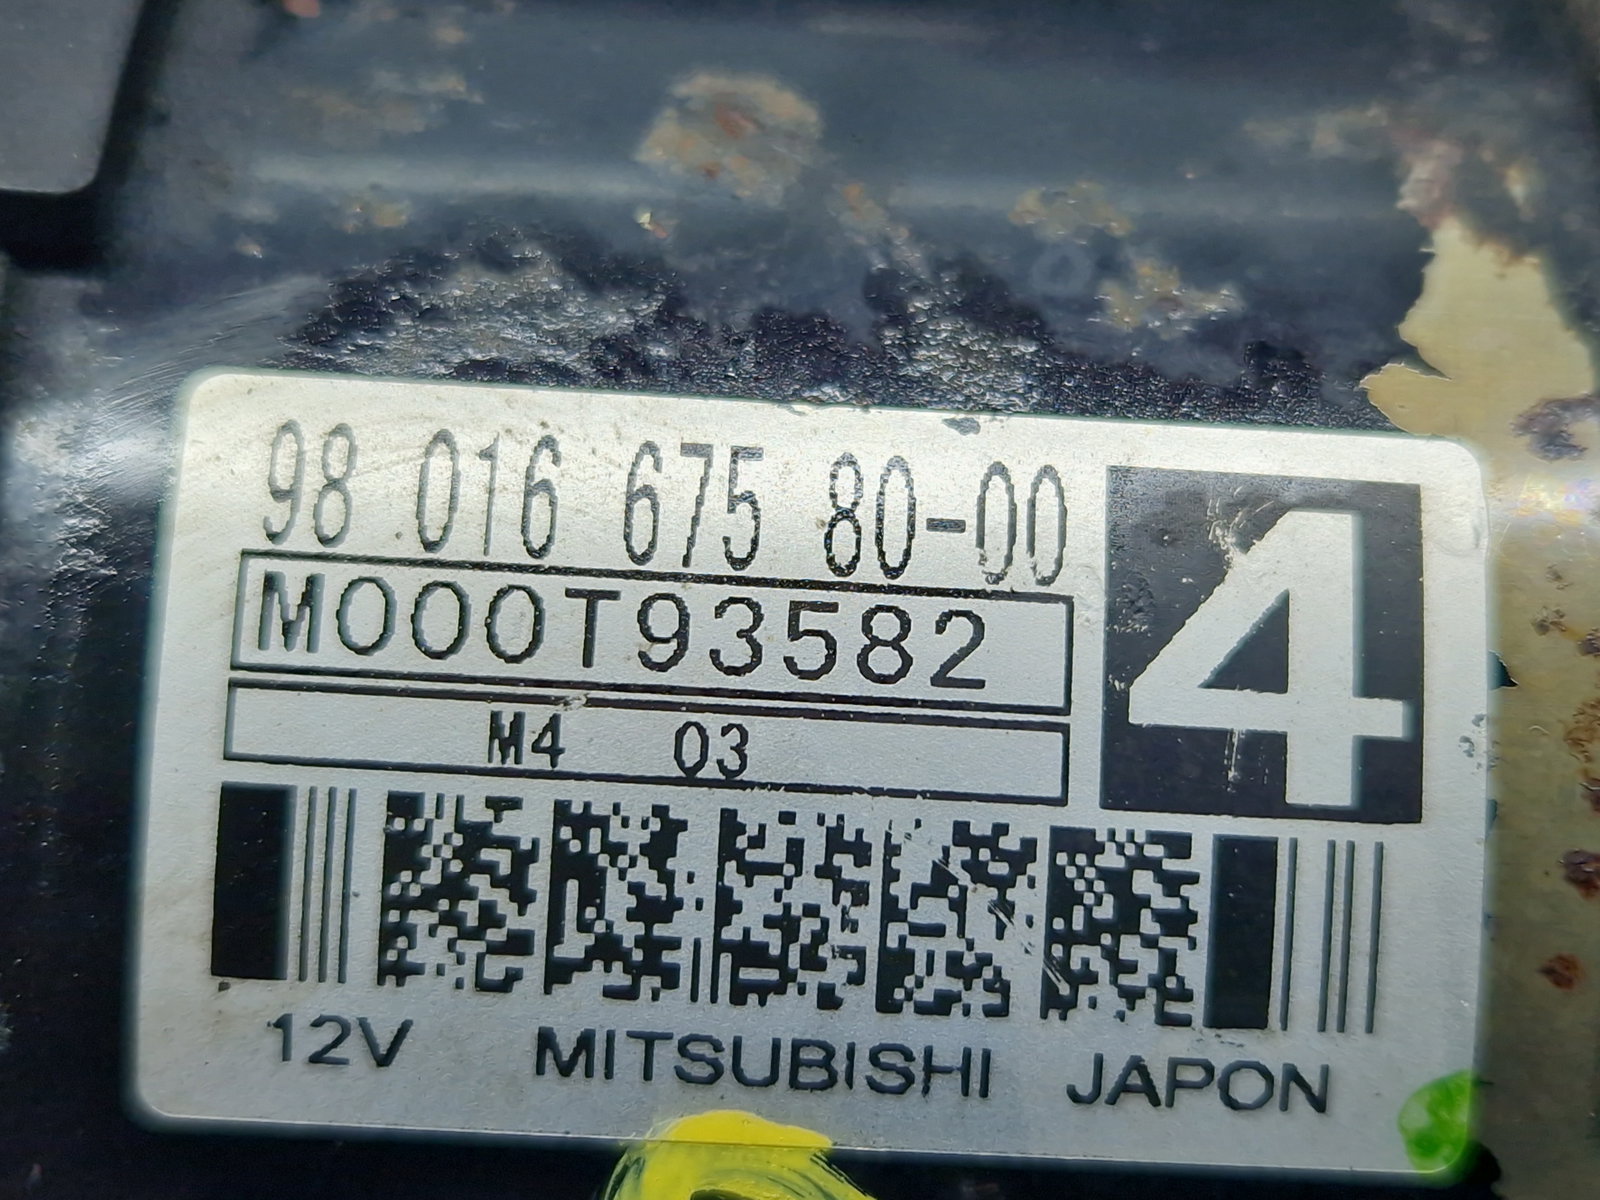 98 016 675 80-00
4
M000T93582
M4 03
12V MITSUBISHI JAPON